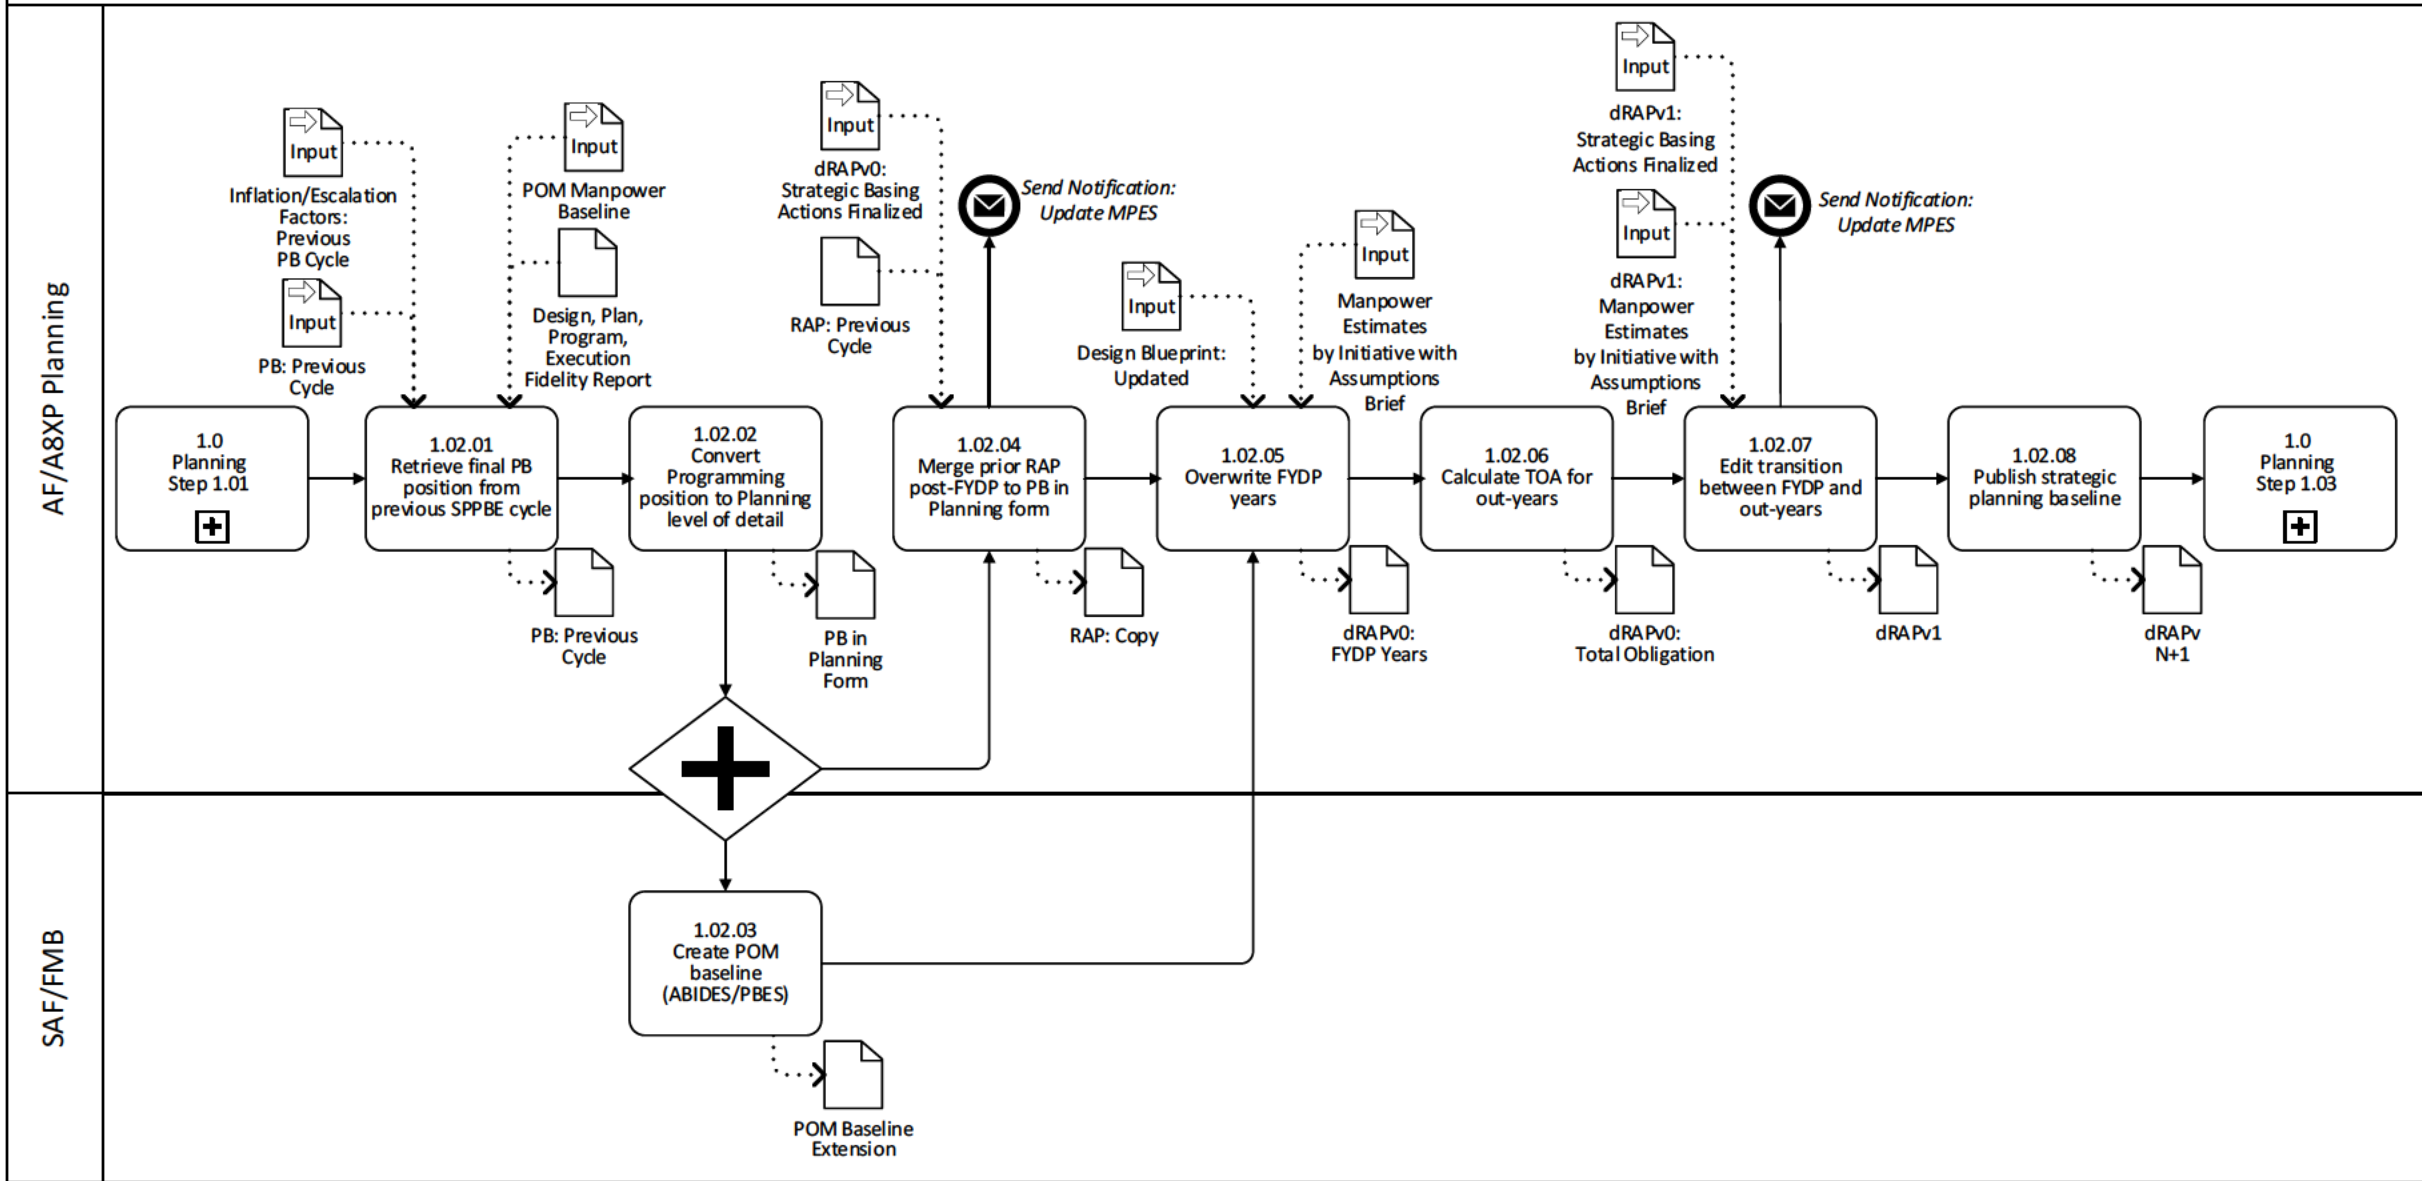 AF/A8XP Planning
Input
Inflation/Escalation
Factors:
Previous
PB Cycle
Input
PB: Previous
Cycle
Input
POM Manpower
Baseline
Design, Plan,
Program,
Execution
Fidelity Report
Input
dRAPv0:
Strategic Basing
Actions Finalized
RAP: Previous
Cycle
Send Notification:
Update MPES
Input
Design Blueprint:
Updated
Input
Manpower
Estimates
by Initiative with
Assumptions
Brief
Input
dRAPv1:
Strategic Basing
Actions Finalized
Input
dRAPv1:
Manpower
Estimates
by Initiative with
Assumptions
Brief
Send Notification:
Update MPES
1.0
Planning
Step 1.01
1.02.01
Retrieve final PB
position from
previous SPPBE cycle
1.02.02
Convert
Programming
position to Planning
level of detail
1.02.04
Merge prior RAP
post-FYDP to PB in
Planning form
1.02.05
Overwrite FYDP
years
1.02.06
Calculate TOA for
out-years
1.02.07
Edit transition
between FYDP and
out-years
1.02.08
Publish strategic
planning baseline
1.0
Planning
Step 1.03
PB: Previous
Cycle
PB in
Planning
Form
RAP: Copy
dRAPv0:
FYDP Years
dRAPv0:
Total Obligation
dRAPv1
dRAPv
N+1
SAF/FMB
1.02.03
Create POM
baseline
(ABIDES/PBES)
POM Baseline
Extension